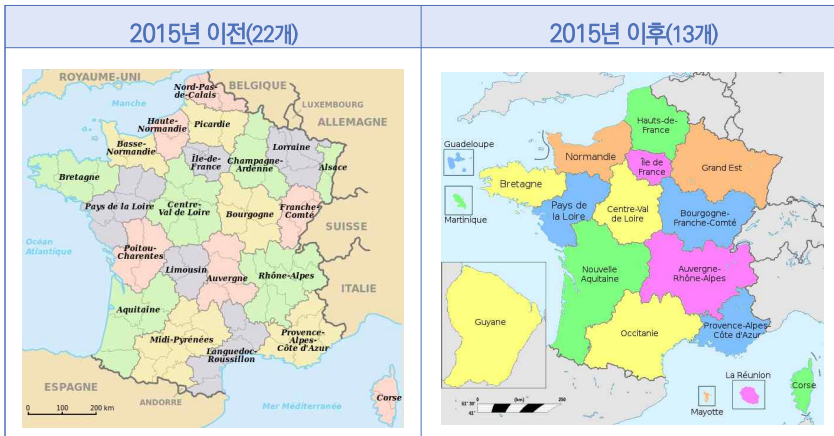 2015년 이전(22개)
2015년 이후(13개)
ROYAUME-UNI
BELGIQUE
LUXEMBOURG
ALLEMAGNE
Manche
Nord-Pas-
de-Calais
Haute-
Normandie
Picardie
Basse-
Normandie
Île-de-
France
Champagne-
Ardenne
Lorraine
Alsace
Bretagne
Pays de la Loire
Centre-
Val de Loire
Bourgogne
Franche-
Comté
SUISSE
Océan
Atlantique
Poitou-
Charentes
Limousin
Auvergne
Rhône-Alpes
ITALIE
Aquitaine
Midi-Pyrénées
Languedoc-
Roussillon
Provence-
Alpes-
Côte d'Azur
ESPAGNE
ANDORRE
Mer Méditerranée
Corse
0 100 200 km
Hauts-de-
France
Guadeloupe
Normandie
Île de
France
Grand Est
Bretagne
Martinique
Pays de
la Loire
Centre-Val
de Loire
Bourgogne-
Franche-Comté
Nouvelle
Aquitaine
Auvergne-
Rhône-Alpes
Guyane
Occitanie
Provence-Alpes-
Côte d'Azur
La Réunion
Mayotte
Corse
(km)
250